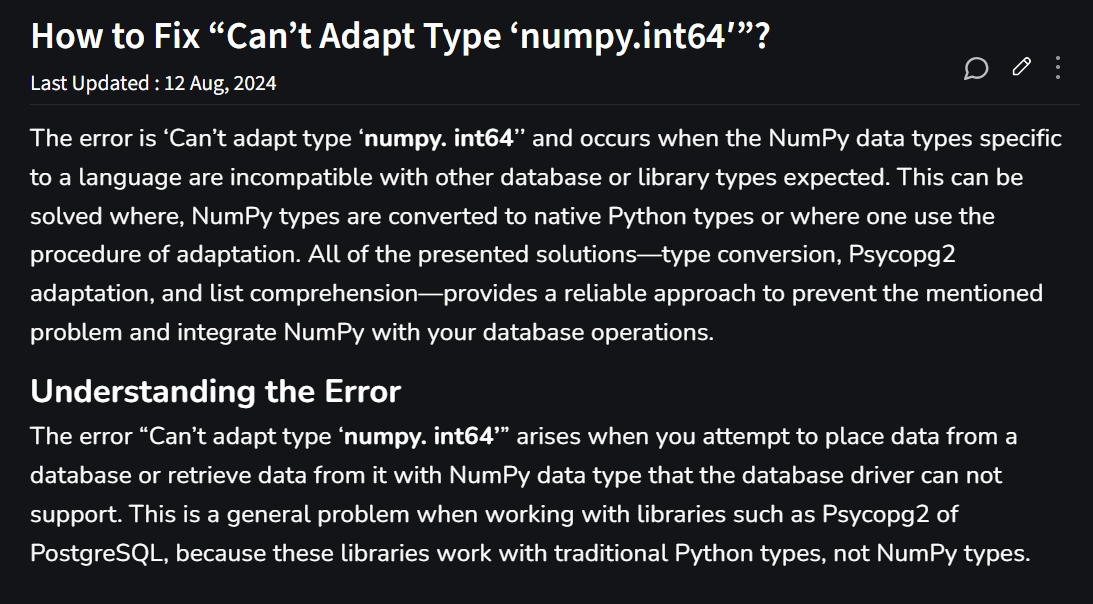 How to Fix “Can’t Adapt Type ‘numpy.int64′”?
Last Updated : 12 Aug, 2024
The error is ‘Can’t adapt type ‘numpy. int64’’ and occurs when the NumPy data types specific
to a language are incompatible with other database or library types expected. This can be
solved where, NumPy types are converted to native Python types or where one use the
procedure of adaptation. All of the presented solutions—type conversion, Psycopg2
adaptation, and list comprehension—provides a reliable approach to prevent the mentioned
problem and integrate NumPy with your database operations.
Understanding the Error
The error “Can’t adapt type ‘numpy. int64’” arises when you attempt to place data from a
database or retrieve data from it with NumPy data type that the database driver can not
support. This is a general problem when working with libraries such as Psycopg2 of
PostgreSQL, because these libraries work with traditional Python types, not NumPy types.